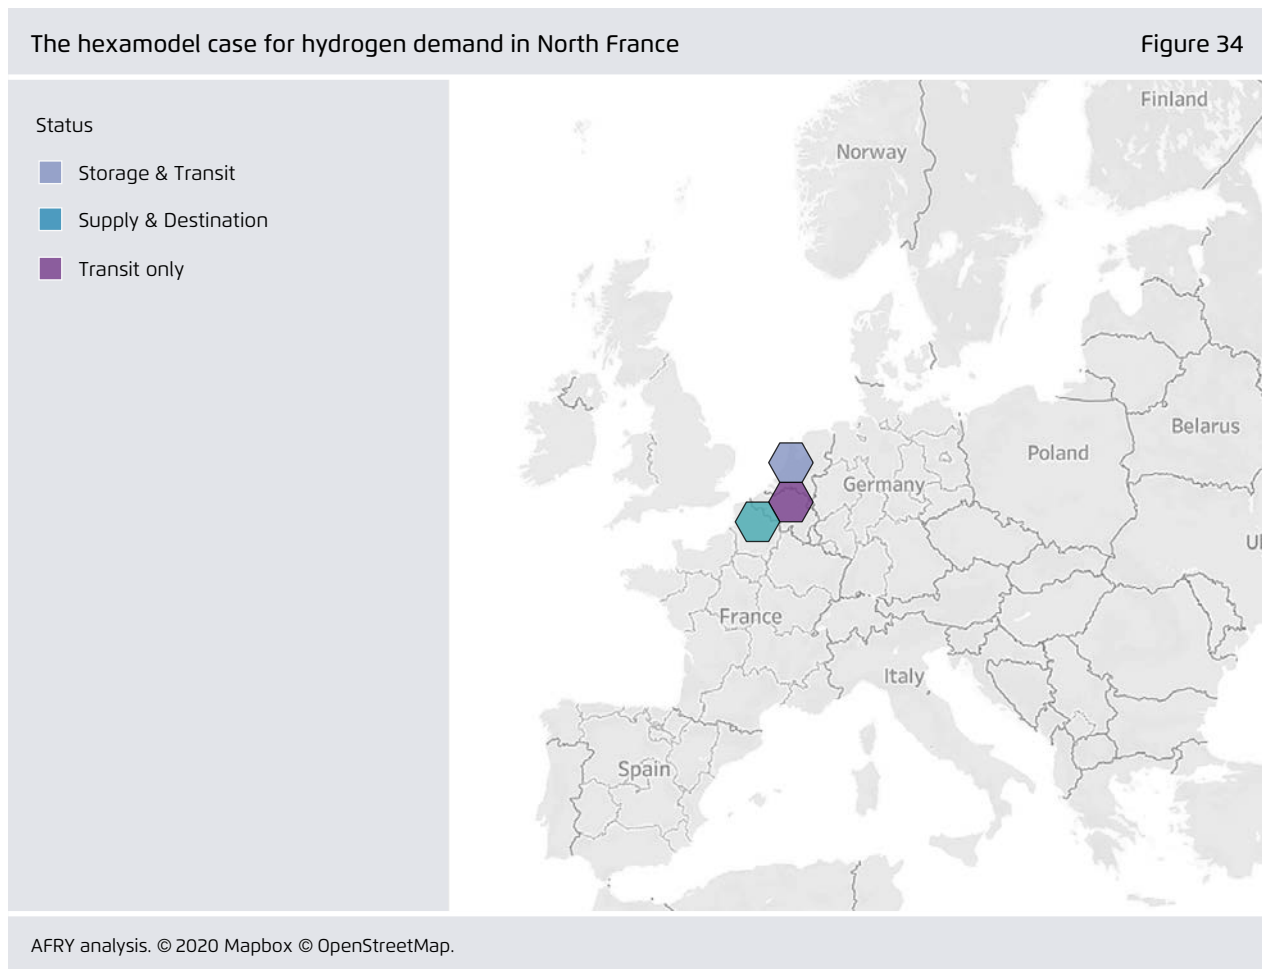 The hexamodel case for hydrogen demand in North France
Figure 34
Status
Storage & Transit
Supply & Destination
Transit only
Finland
Norway
Belarus
Poland
Germany
Uk
France
Italy
Spain
AFRY analysis. © 2020 Mapbox © OpenStreetMap.